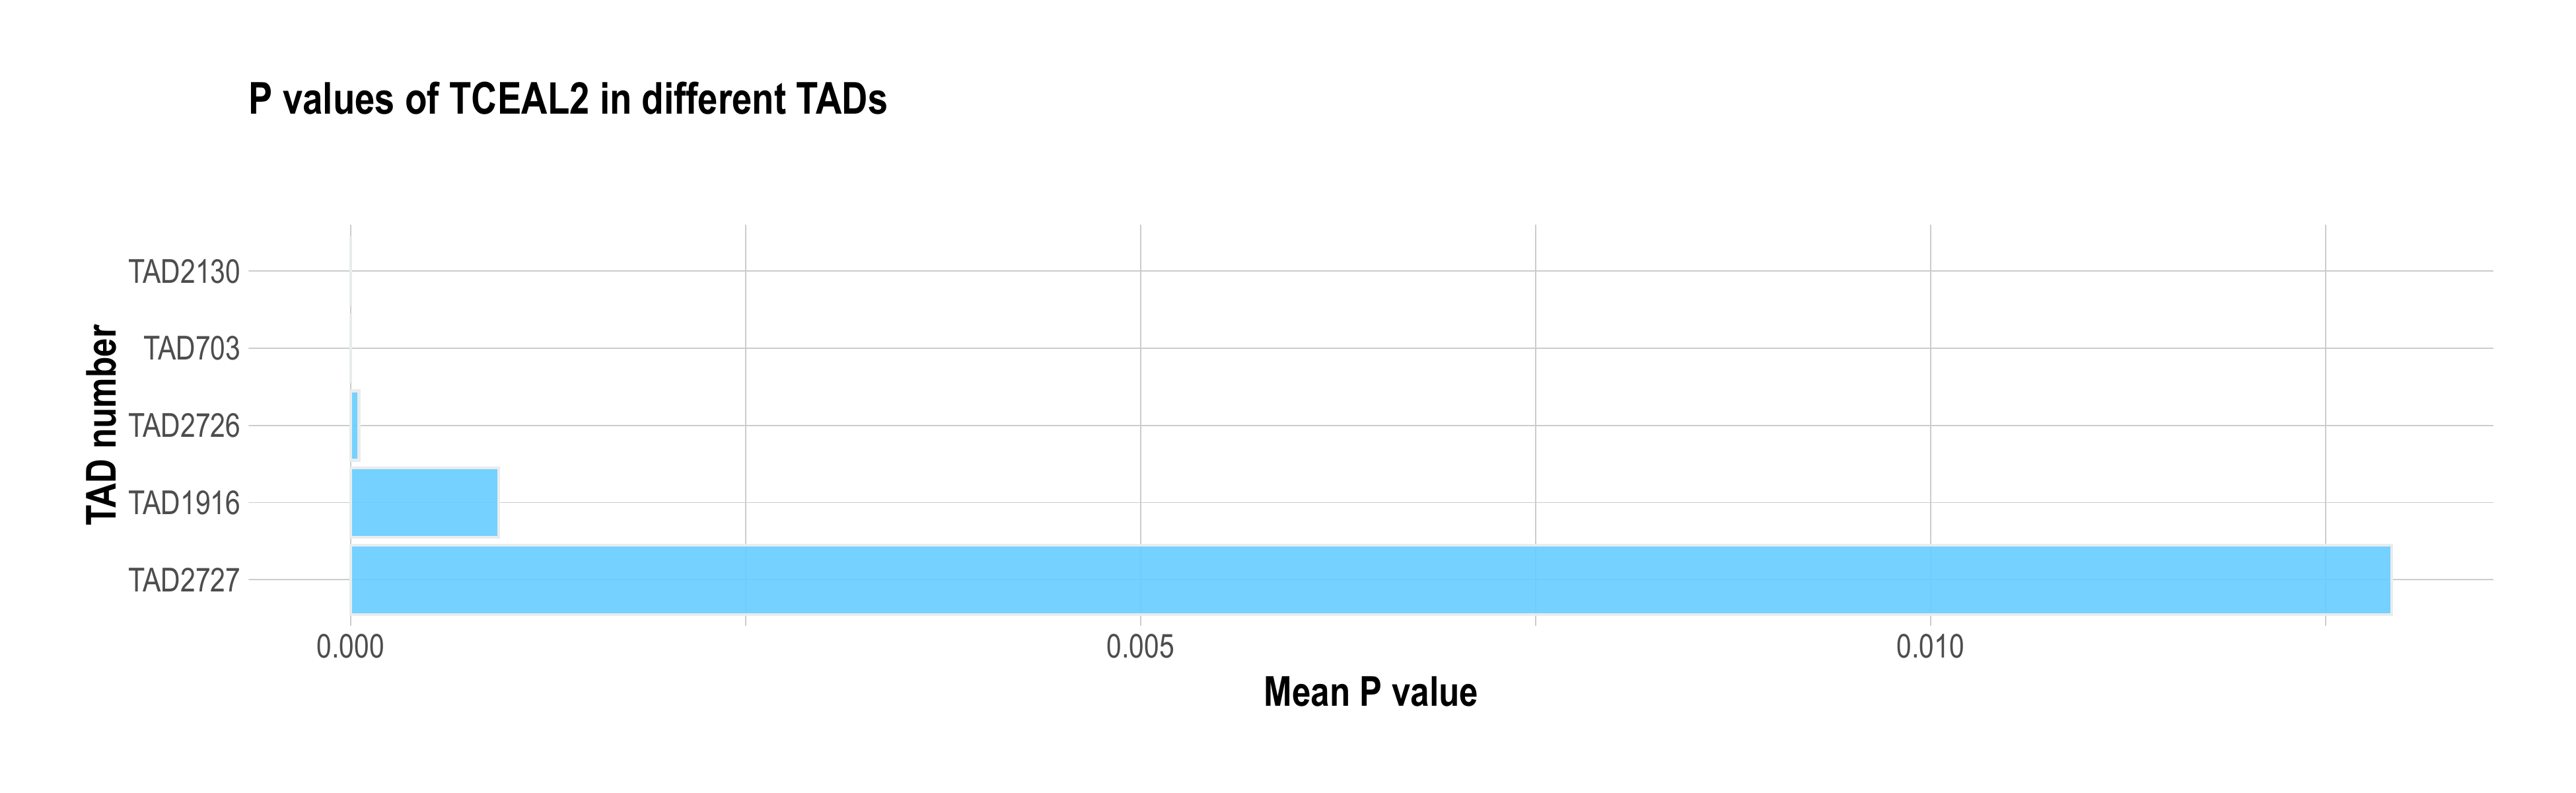 P values of TCEAL2 in different TADs
TAD number
TAD2130
TAD703
TAD2726
TAD1916
TAD2727
0.000
0.005
0.010
Mean P value